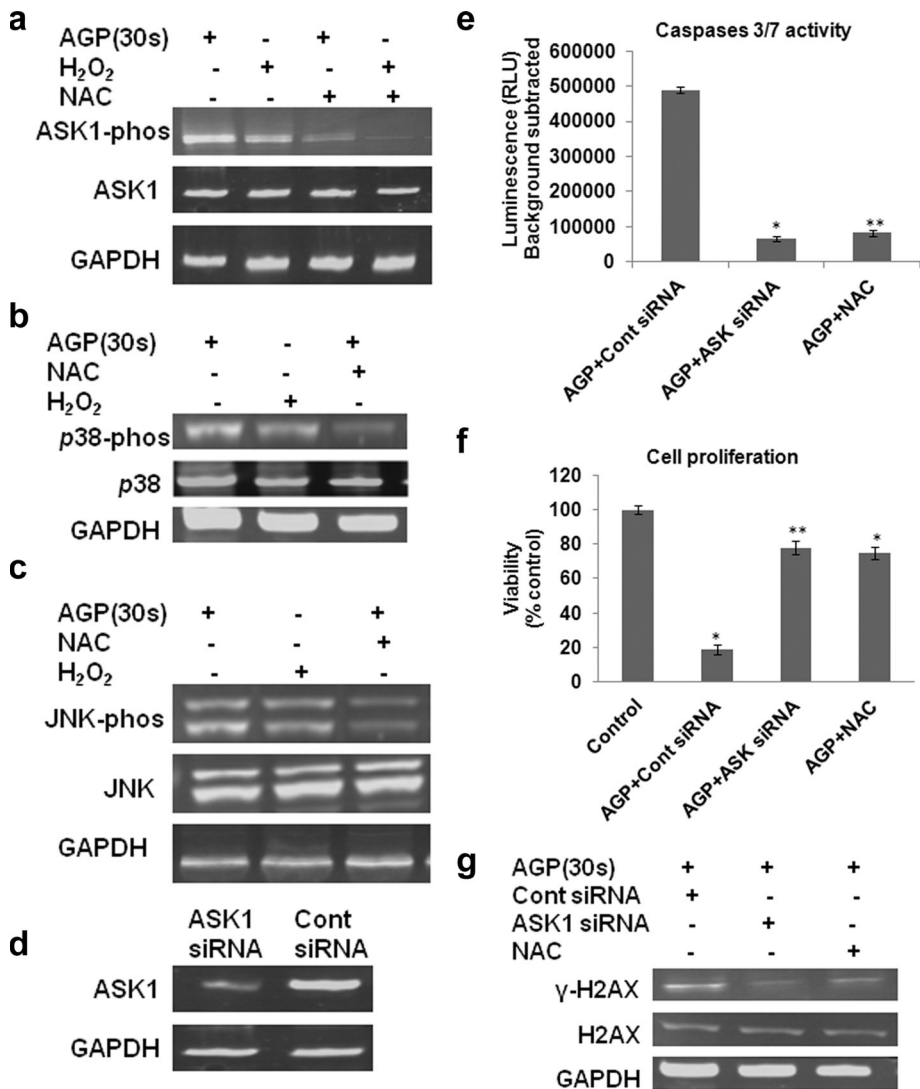 a
AGP(30s) + - + -
H₂O₂ - + - +
NAC - - + +
ASK1-phos
ASK1
GAPDH
b
AGP(30s) + - +
NAC - - +
H₂O₂ - + -
p38-phos
p38
GAPDH
c
AGP(30s) + - +
NAC - - +
H₂O₂ - + -
JNK-phos
JNK
GAPDH
d
ASK1 siRNA
Cont siRNA
ASK1
GAPDH
e
Caspases 3/7 activity
Luminescence (RLU)
Background subtracted
600000
500000
400000
300000
200000
100000
0
*
**
AGP+Cont siRNA
AGP+ASK siRNA
AGP+NAC
f
Cell proliferation
Viability
(% control)
120
100
80
60
40
20
0
*
**
*
Control
AGP+Cont siRNA
AGP+ASK siRNA
AGP+NAC
g
AGP(30s) + + +
Cont siRNA + - -
ASK1 siRNA - + -
NAC - - +
γ-H2AX
H2AX
GAPDH